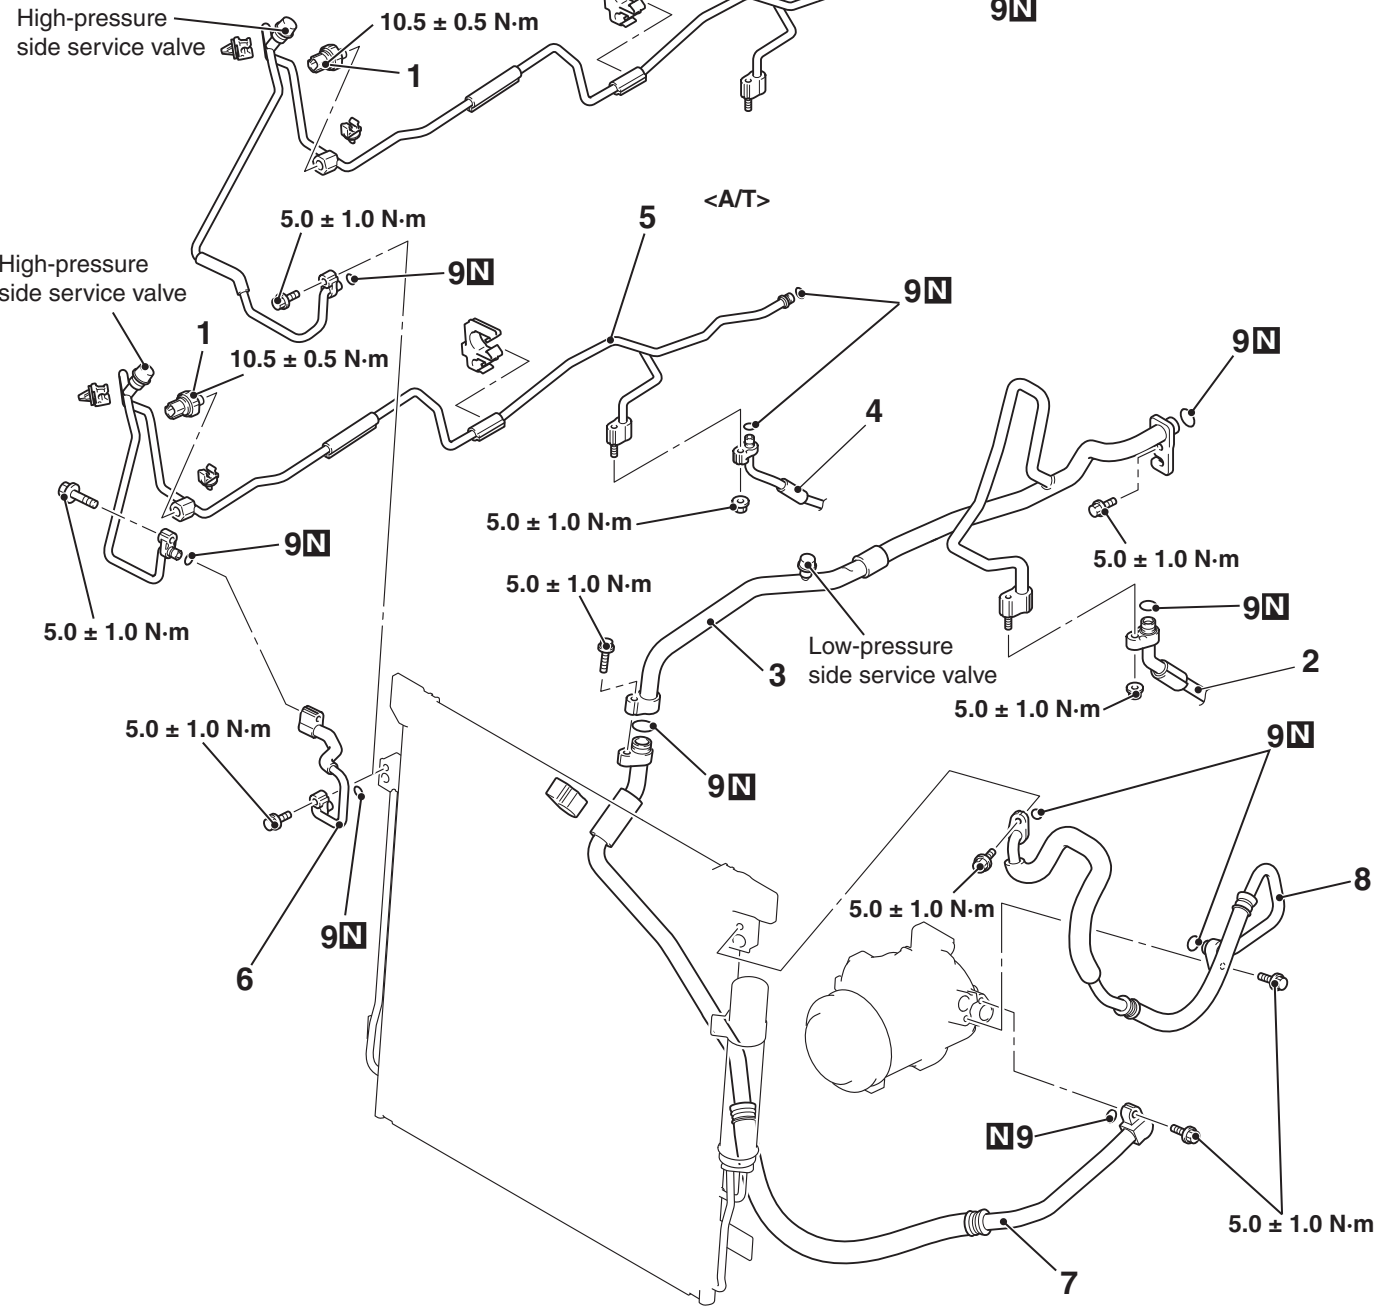 High-pressure
side service valve
10.5 ± 0.5 N·m
9N
1
<A/T>
5.0 ± 1.0 N·m
5
High-pressure
side service valve
9N
9N
1
10.5 ± 0.5 N·m
9N
4
5.0 ± 1.0 N·m
9N
5.0 ± 1.0 N·m
5.0 ± 1.0 N·m
9N
5.0 ± 1.0 N·m
Low-pressure
side service valve
3
2
5.0 ± 1.0 N·m
5.0 ± 1.0 N·m
9N
9N
8
5.0 ± 1.0 N·m
9N
6
N9
5.0 ± 1.0 N·m
7